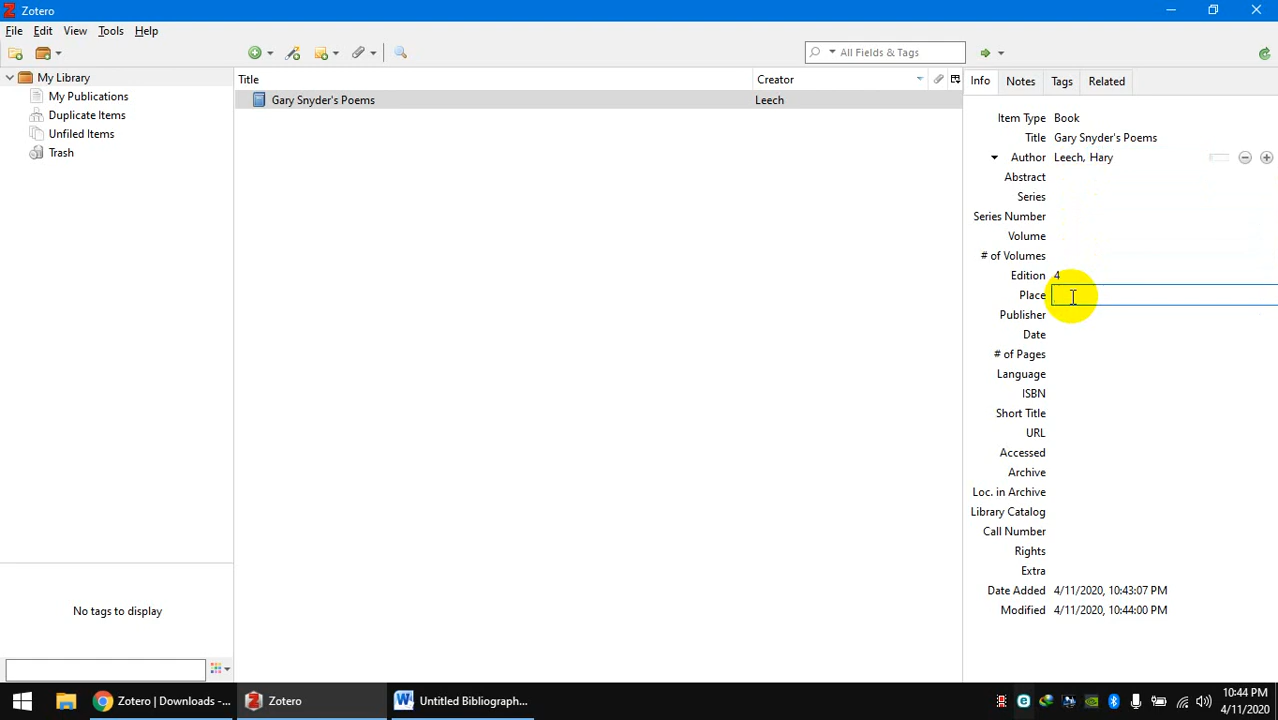 Zotero
File Edit View Tools Help
All Fields & Tags
My Library
My Publications
Duplicate Items
Unfiled Items
Trash
No tags to display
Title Creator
Gary Snyder's Poems Leech
Info Notes Tags Related
Item Type Book
Title Gary Snyder's Poems
Author Leech, Hary
Abstract
Series
Series Number
Volume
# of Volumes
Edition 4
Place
Publisher
Date
# of Pages
Language
ISBN
Short Title
URL
Accessed
Archive
Loc. in Archive
Library Catalog
Call Number
Rights
Extra
Date Added 4/11/2020, 10:43:07 PM
Modified 4/11/2020, 10:44:00 PM
Zotero | Downloads -... Zotero Untitled Bibliograph...
10:44 PM
4/11/2020